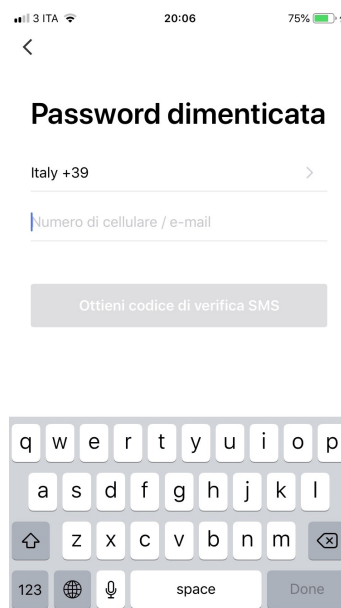 3 ITA 20:06 75%
Password dimenticata
Italy +39
Numero di cellulare / e-mail
Ottieni codice di verifica SMS
q w e r t y u i o p
a s d f g h j k l
z x c v b n m
123 space Done